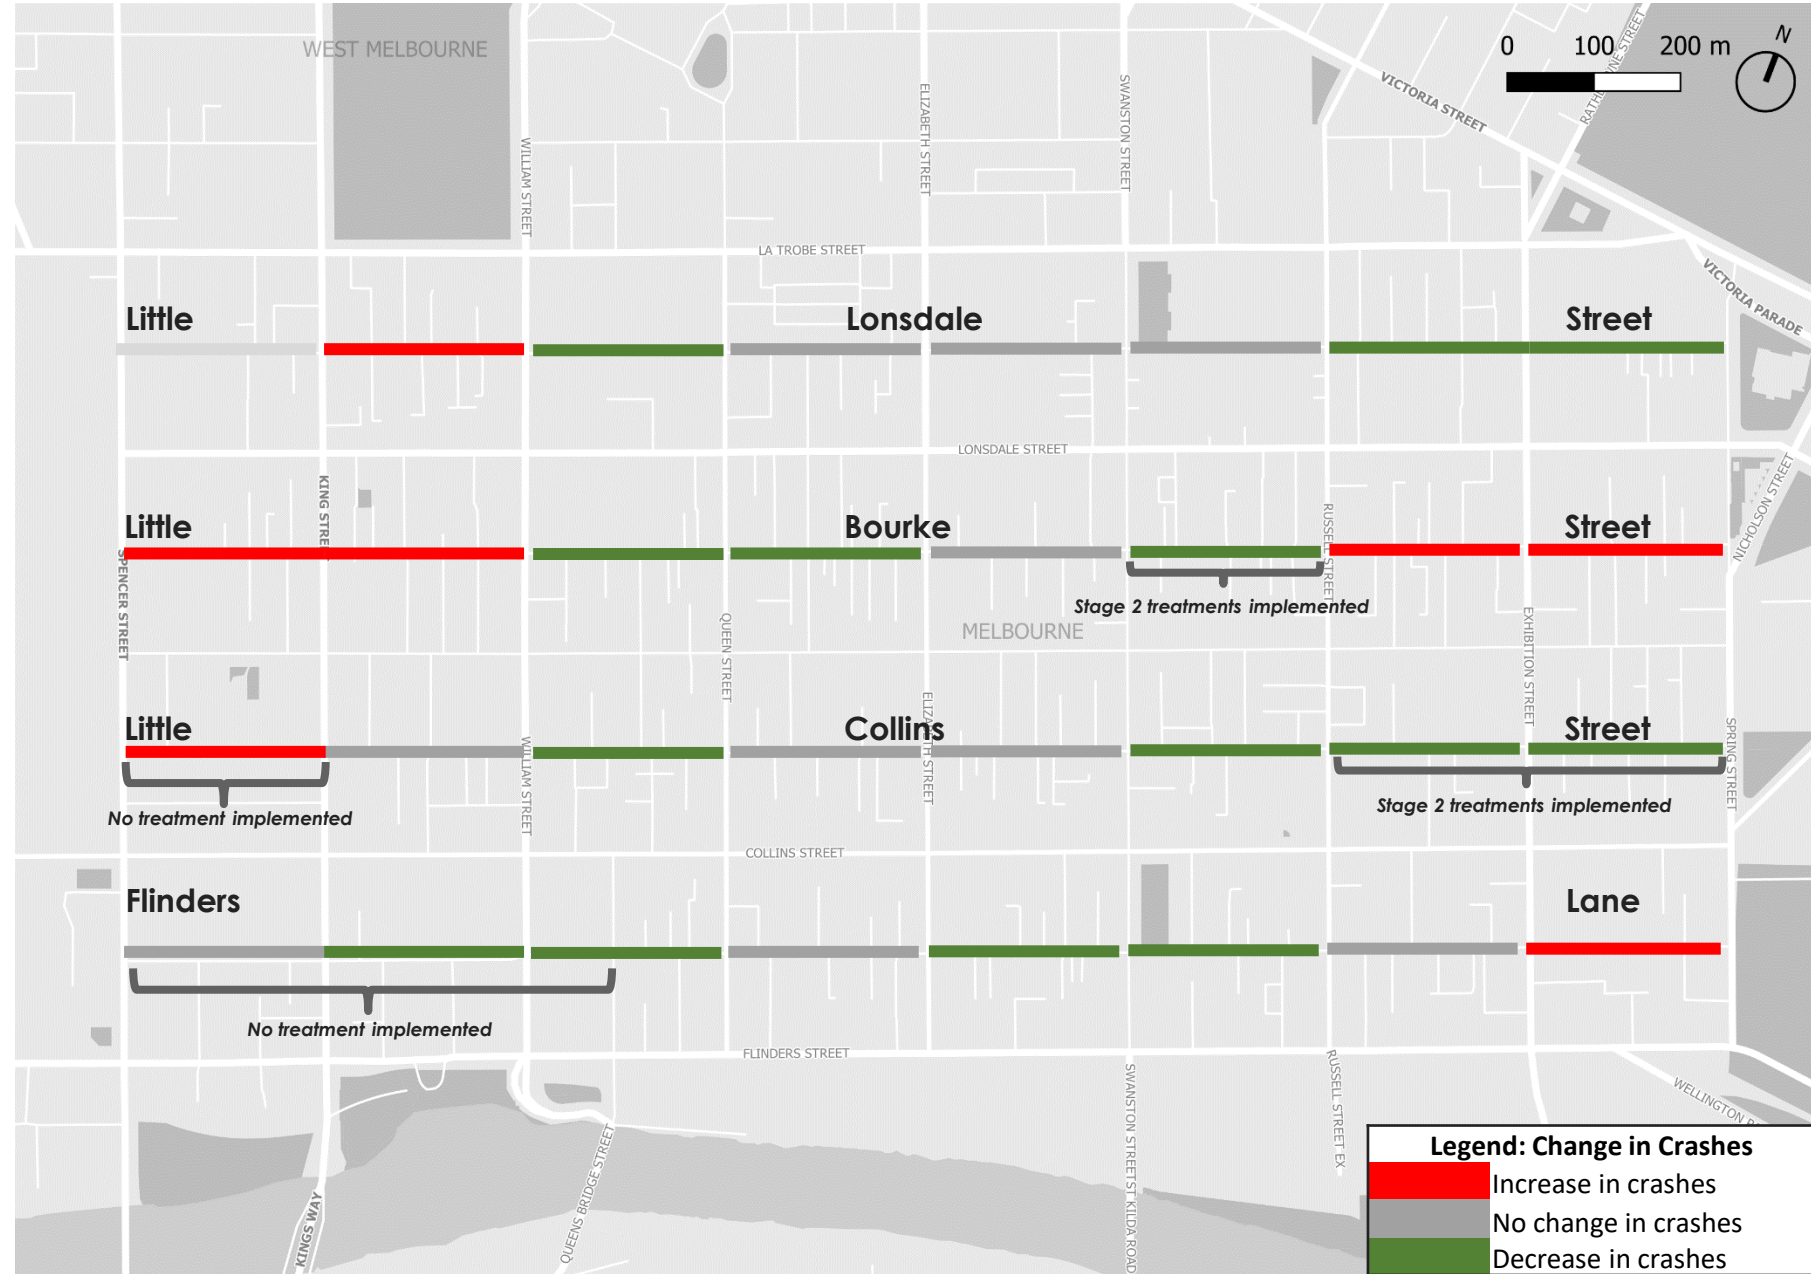 WEST MELBOURNE
0 100 200 m
N
RATH
NE STREET
VICTORIA STREET
ELIZABETH STREET
SWANSTON STREET
WILLIAM STREET
LA TROBE STREET
VICTORIA PARADE
Little Lonsdale Street
LONSDALE STREET
KING STREE
NICHOLSON STREET
Little Bourke Street
RUSSELL STREET
SPENCER STREET
Stage 2 treatments implemented
MELBOURNE
QUEEN STREET
EXHIBITION STREET
ELIZABETH STREET
Little Collins Street
SPRING STREET
WILLIAM STREET
No treatment implemented
Stage 2 treatments implemented
COLLINS STREET
Flinders Lane
No treatment implemented
FLINDERS STREET
SWANSTON STREET
ST KILDA ROAD
RUSSELL STREET EX
WELLINGTON
QUEENS BRIDGE STREET
KINGS WAY
Legend: Change in Crashes
Increase in crashes
No change in crashes
Decrease in crashes